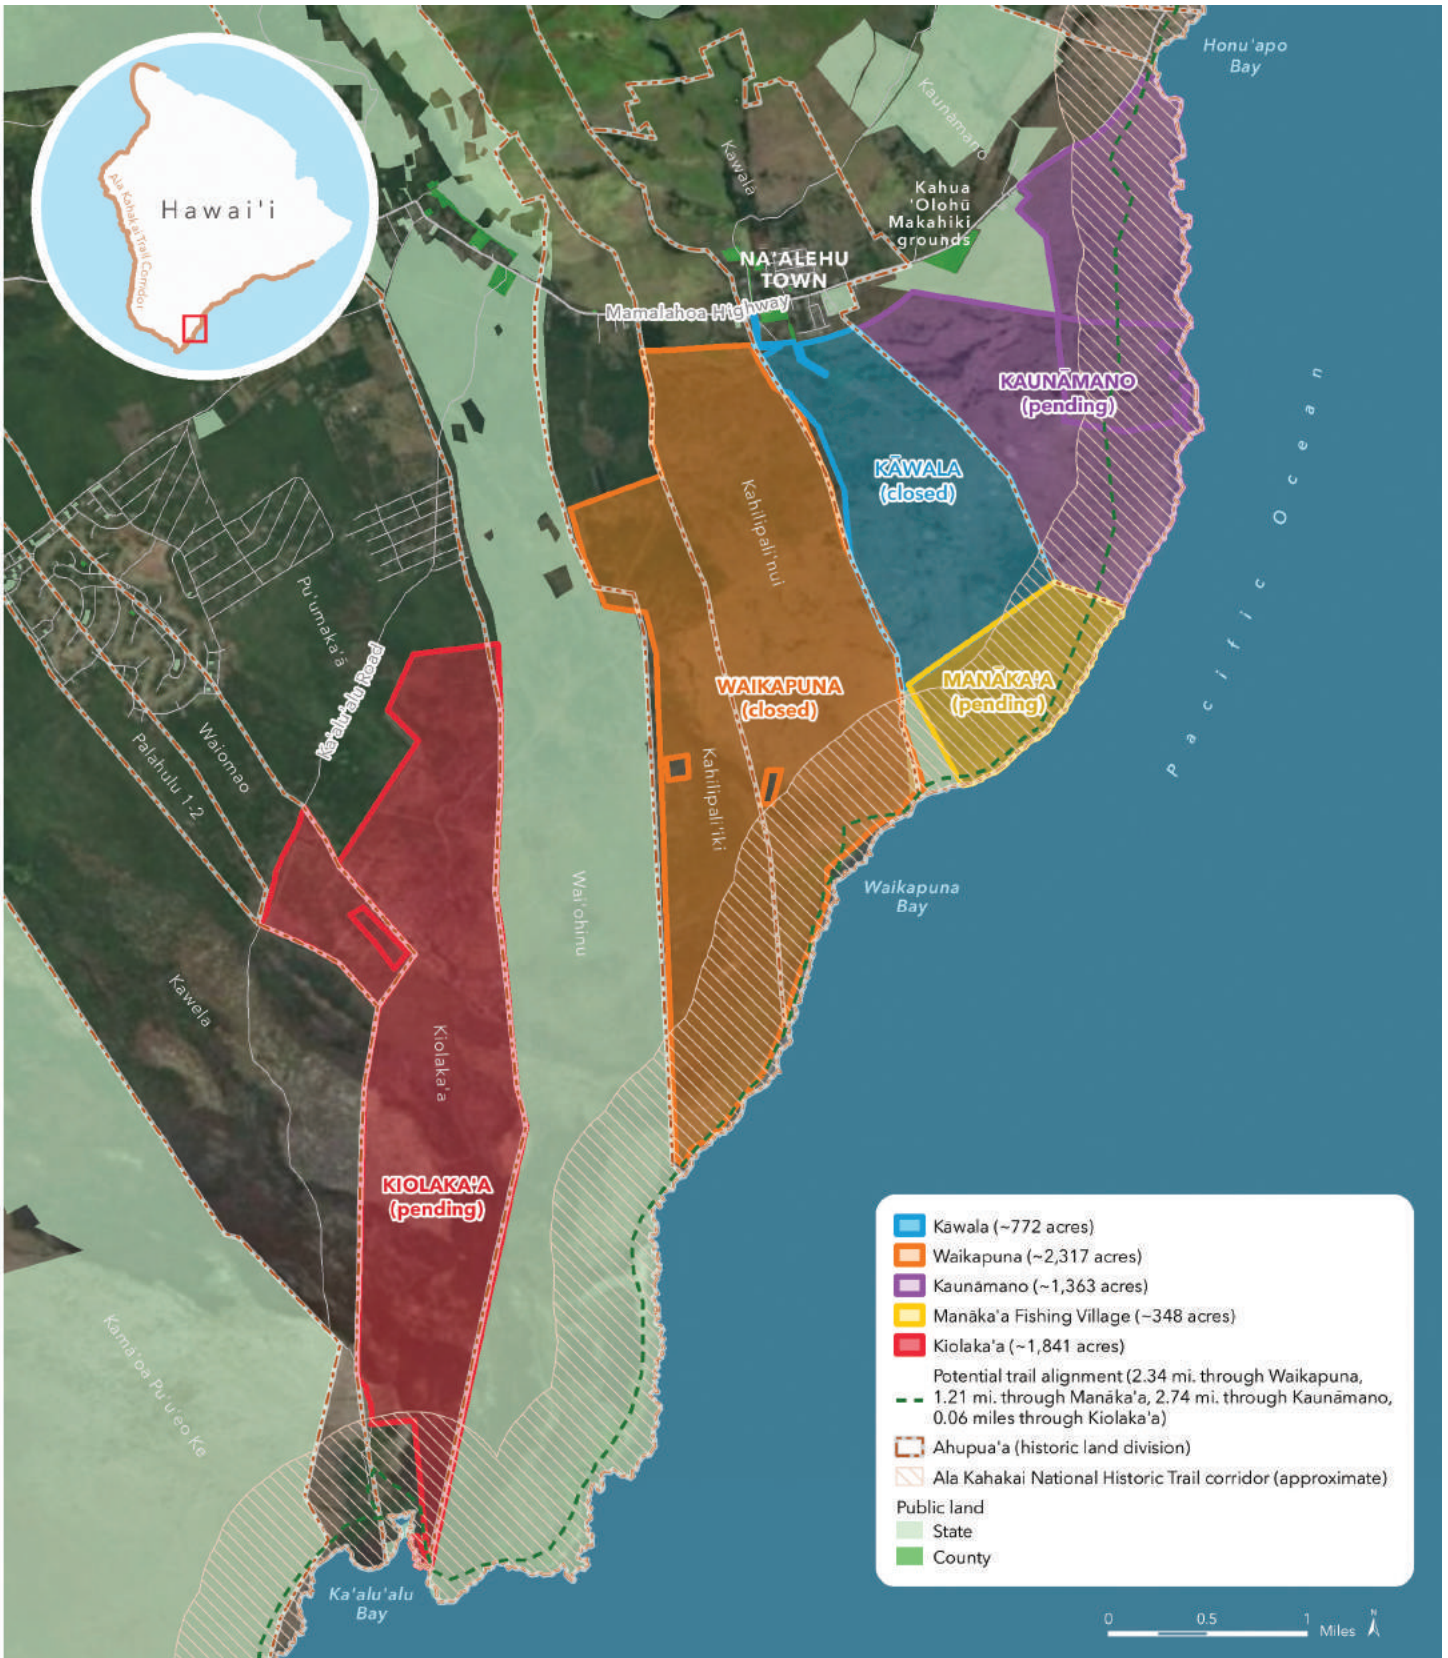 Honu'apo
Bay
Kaunāmano
Kawalā
Kahua
'Olohū
Makahiki
grounds
Hawai'i
Ala Kahakai Trail Corridor
NĀ'ĀLEHU
TOWN
Mamalahoa Highway
KAUNĀMANO
(pending)
KĀWALA
(closed)
Kahilipali'nui
Pacific Ocean
Pu'umaka'ā
Ka'alu'alu Road
WAIKAPUNA
(closed)
MANĀKA'A
(pending)
Waiomao
Palahulu 1-2
Kahilipali'iki
Wai'ohinu
Waikapuna
Bay
Kawela
Kiolaka'a
KIOLAKA'A
(pending)
Kama'oa Pu'u'eo Ke
Ka'alu'alu
Bay
Kāwala (~772 acres)
Waikapuna (~2,317 acres)
Kaunāmano (~1,363 acres)
Manāka'a Fishing Village (~348 acres)
Kiolaka'a (~1,841 acres)
Potential trail alignment (2.34 mi. through Waikapuna,
1.21 mi. through Manāka'a, 2.74 mi. through Kaunāmano,
0.06 miles through Kiolaka'a)
Ahupua'a (historic land division)
Ala Kahakai National Historic Trail corridor (approximate)
Public land
State
County
0 0.5 1 Miles
N